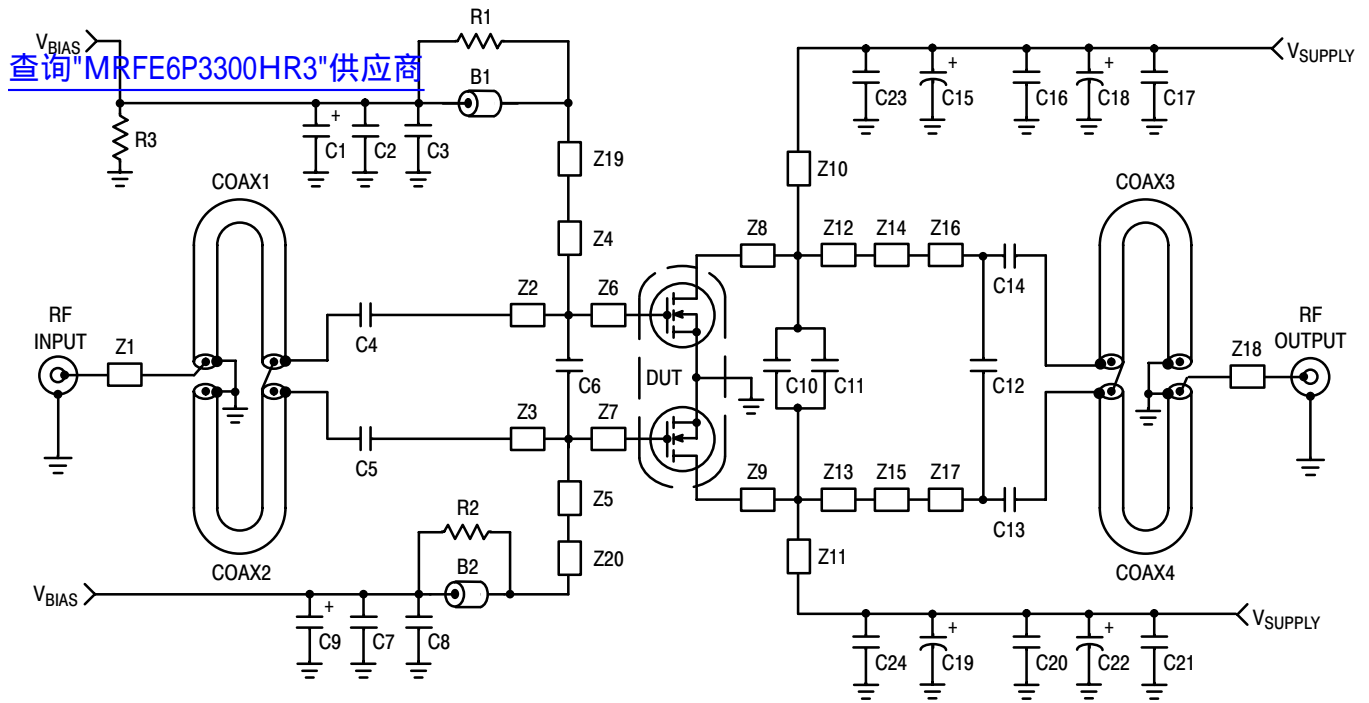 R1
VBIAS
查询"MRFE6P3300HR3"供应商
B1
VSUPPLY
C23 C15 + C16 C18 + C17
R3
C1 + C2 C3
Z19
Z10
COAX1
COAX3
Z4
Z8 Z12 Z14 Z16
C14
Z2 Z6
RF
INPUT
Z1
C4
C6
DUT
C10 C11
C12
RF
OUTPUT
Z18
Z3 Z7
C5
Z9 Z13 Z15 Z17
C13
Z5
R2
Z11
Z20
COAX2
COAX4
B2
VBIAS
VSUPPLY
C9 + C7 C8
C24 C19 + C20 C22 + C21